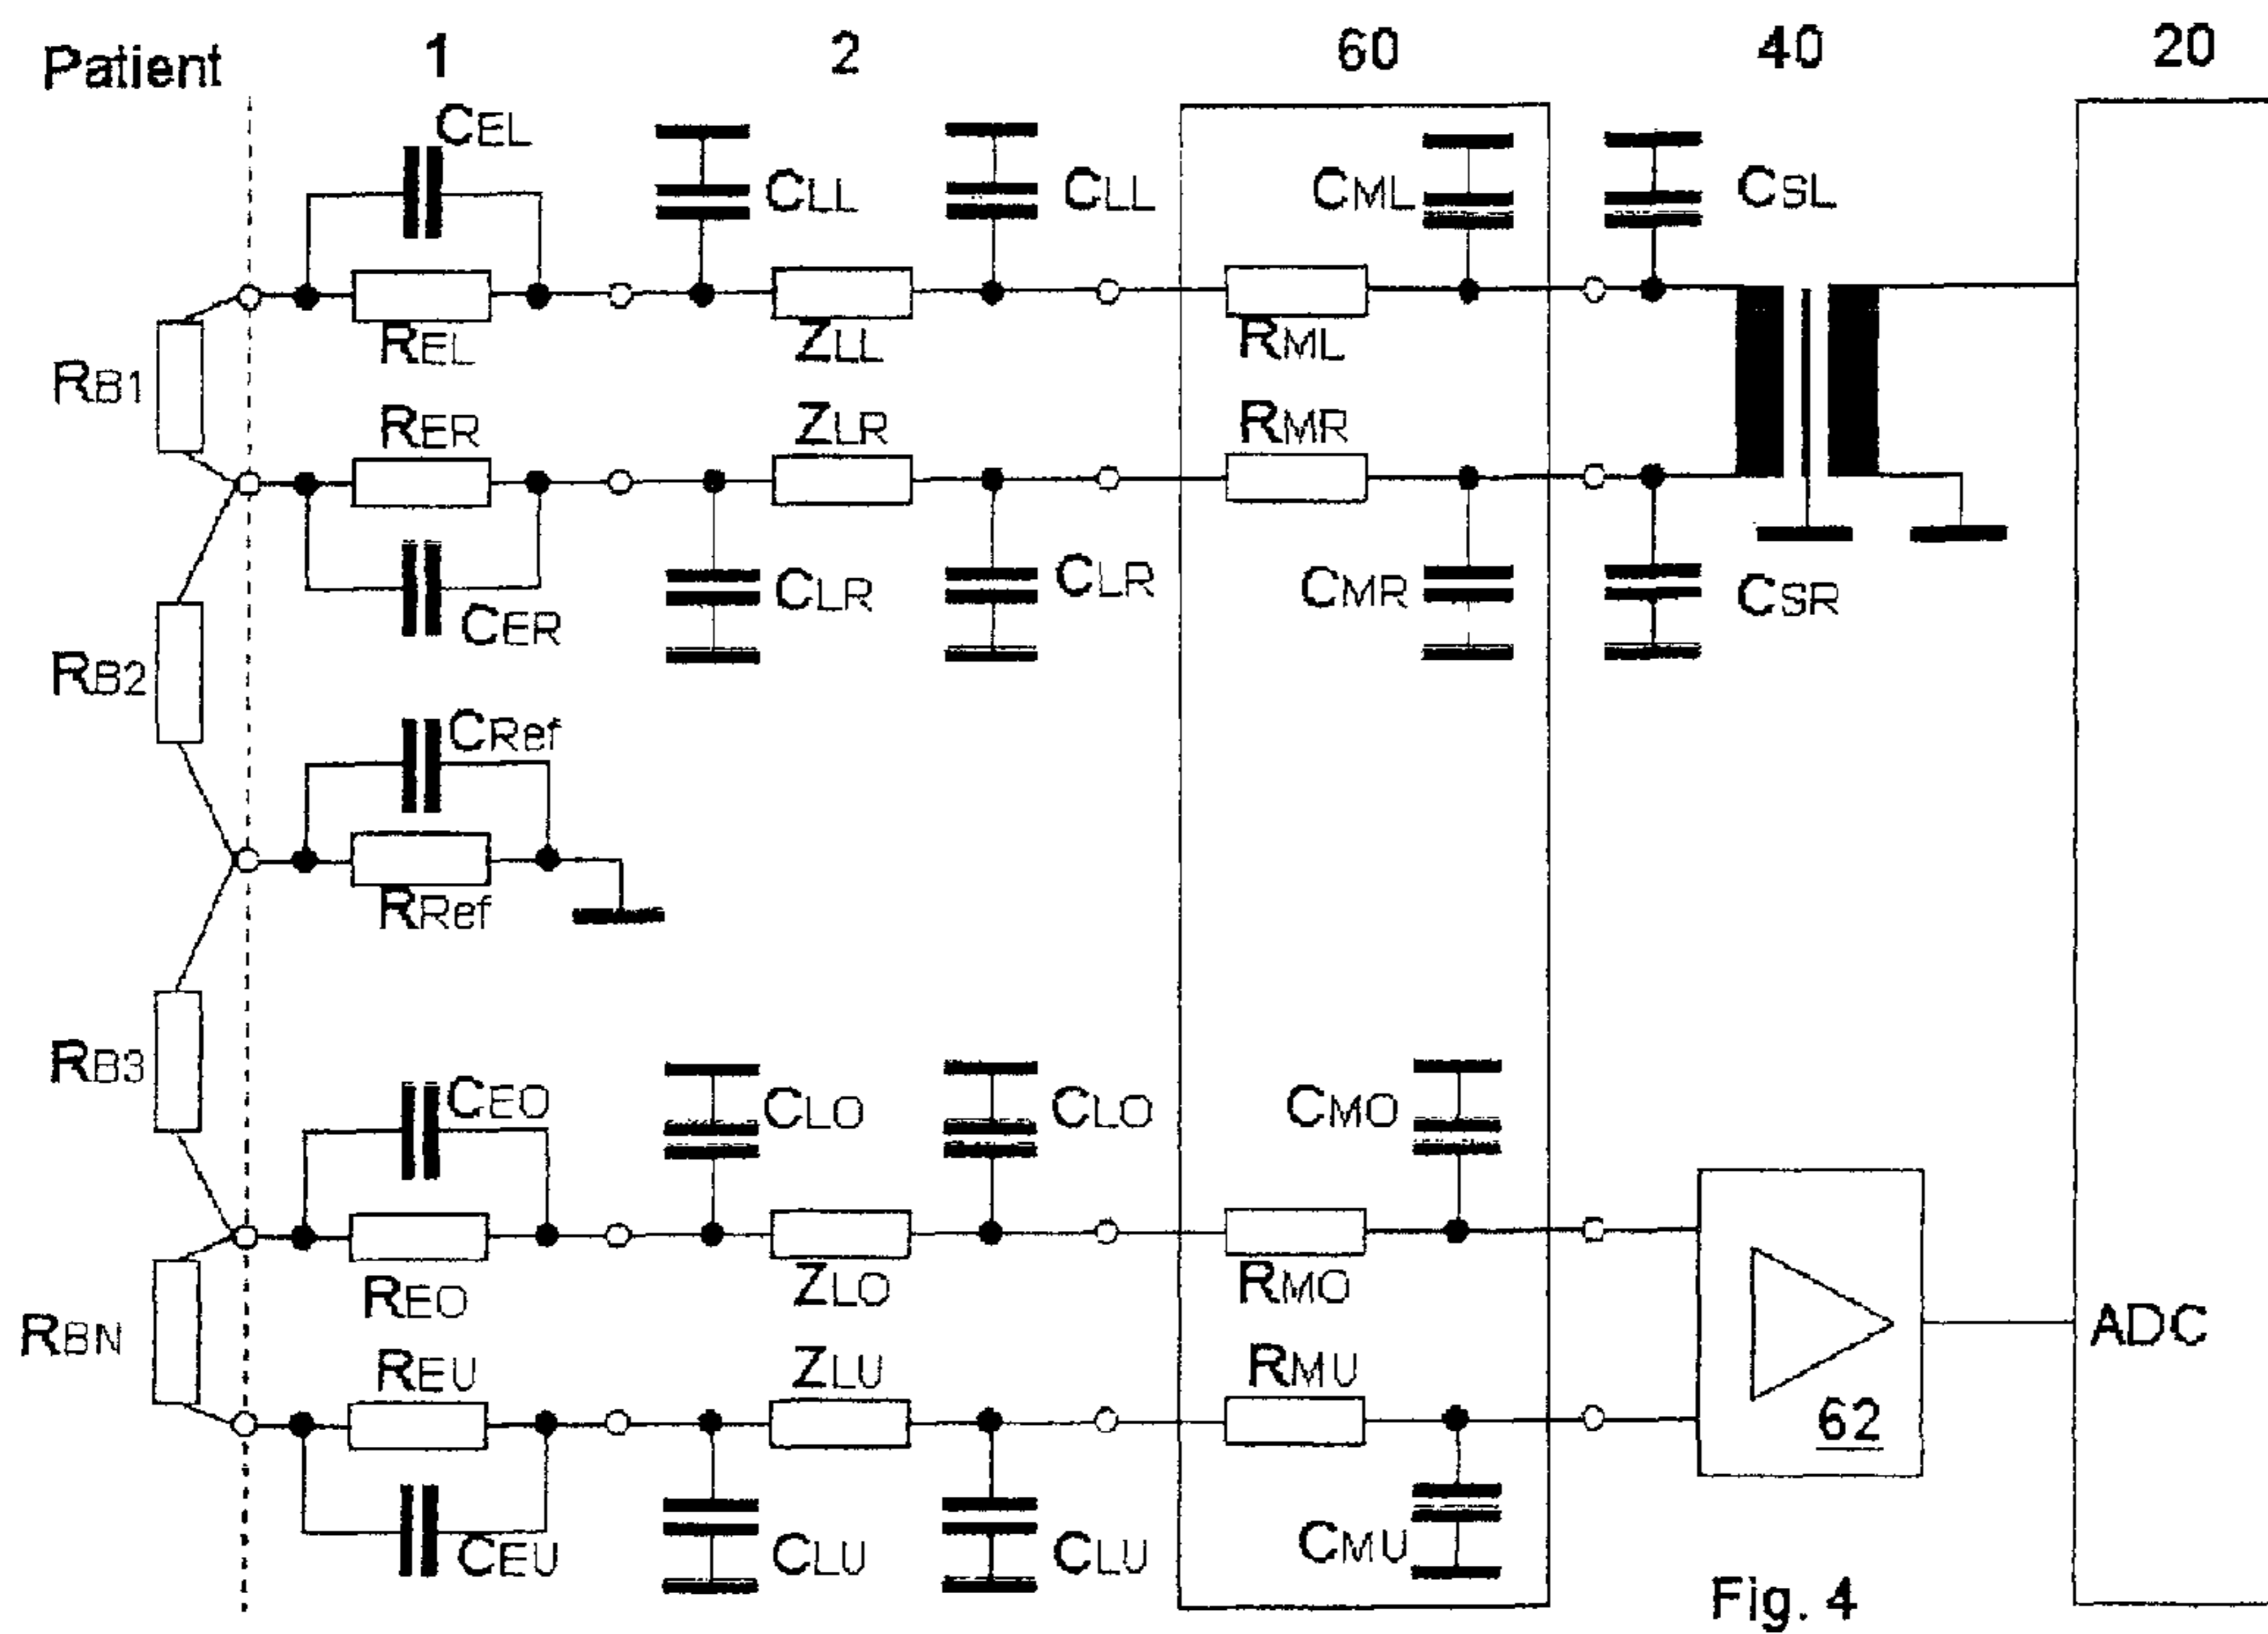 Patient 1 2 60 40 20
CEL
CLL CLL CML CSL
REL ZLL RML
RB1
RER ZLR RMR
CER CLR CLR CMR CSR
RB2
CRef
RRef
RB3
CEO CLO CLO CMO
REO ZLO RMO
RBN ADC
REU ZLU RMU
62
CEU CLU CLU CMU
Fig. 4